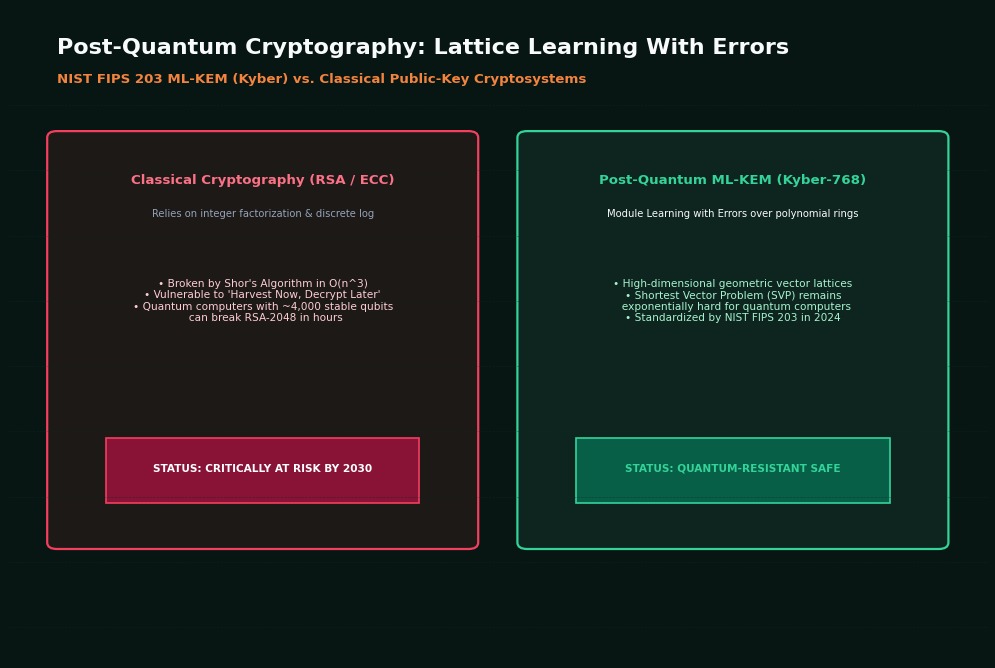 Post-Quantum Cryptography: Lattice Learning With Errors
NIST FIPS 203 ML-KEM (Kyber) vs. Classical Public-Key Cryptosystems
Classical Cryptography (RSA / ECC)
Relies on integer factorization & discrete log
• Broken by Shor's Algorithm in O(n^3)
• Vulnerable to 'Harvest Now, Decrypt Later'
• Quantum computers with ~4,000 stable qubits
can break RSA-2048 in hours
STATUS: CRITICALLY AT RISK BY 2030
Post-Quantum ML-KEM (Kyber-768)
Module Learning with Errors over polynomial rings
• High-dimensional geometric vector lattices
• Shortest Vector Problem (SVP) remains
exponentially hard for quantum computers
• Standardized by NIST FIPS 203 in 2024
STATUS: QUANTUM-RESISTANT SAFE